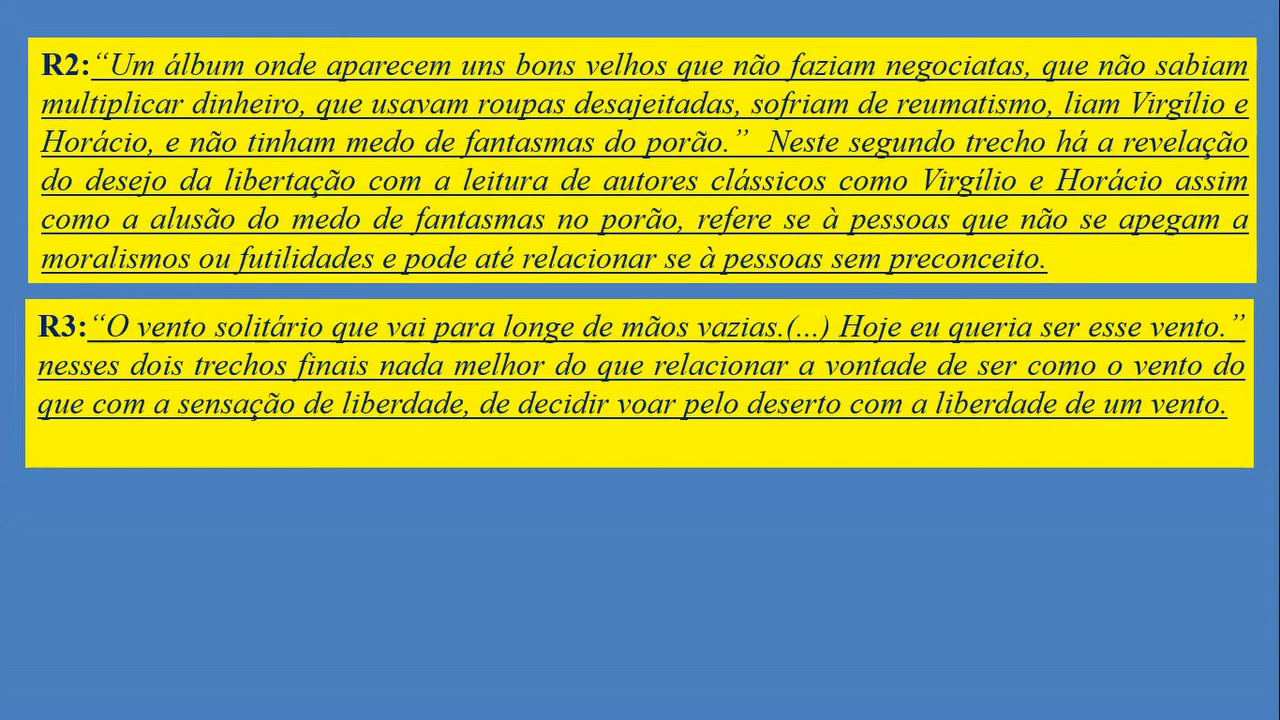 R2:“Um álbum onde aparecem uns bons velhos que não faziam negociatas, que não sabiam
multiplicar dinheiro, que usavam roupas desajeitadas, sofriam de reumatismo, liam Virgílio e
Horácio, e não tinham medo de fantasmas do porão.” Neste segundo trecho há a revelação
do desejo da libertação com a leitura de autores clássicos como Virgílio e Horácio assim
como a alusão do medo de fantasmas no porão, refere se à pessoas que não se apegam a
moralismos ou futilidades e pode até relacionar se à pessoas sem preconceito.
R3:“O vento solitário que vai para longe de mãos vazias.(...) Hoje eu queria ser esse vento.”
nesses dois trechos finais nada melhor do que relacionar a vontade de ser como o vento do
que com a sensação de liberdade, de decidir voar pelo deserto com a liberdade de um vento.